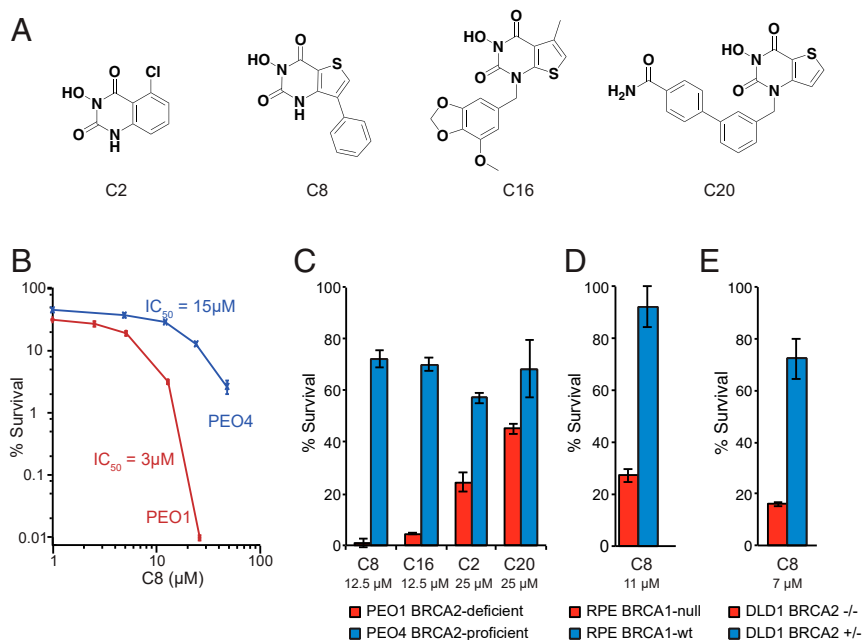 A
HO
N
O
O
N
H
Cl
C2
HO
N
O
O
N
H
S
C8
HO
N
O
O
N
S
O
O
O
C16
HO
N
O
O
N
S
O
H2N
C20
B
% Survival
100
10
1
0.1
0.01
IC50 = 15µM
PEO4
IC50 = 3µM
PEO1
1
10
100
C8 (µM)
C
% Survival
100
80
60
40
20
0
C8 C16 C2 C20
12.5 µM 12.5 µM 25 µM 25 µM
PEO1 BRCA2-deficient
PEO4 BRCA2-proficient
D
% Survival
100
80
60
40
20
0
C8
11 µM
RPE BRCA1-null
RPE BRCA1-wt
E
% Survival
100
80
60
40
20
0
C8
7 µM
DLD1 BRCA2 -/-
DLD1 BRCA2 +/-